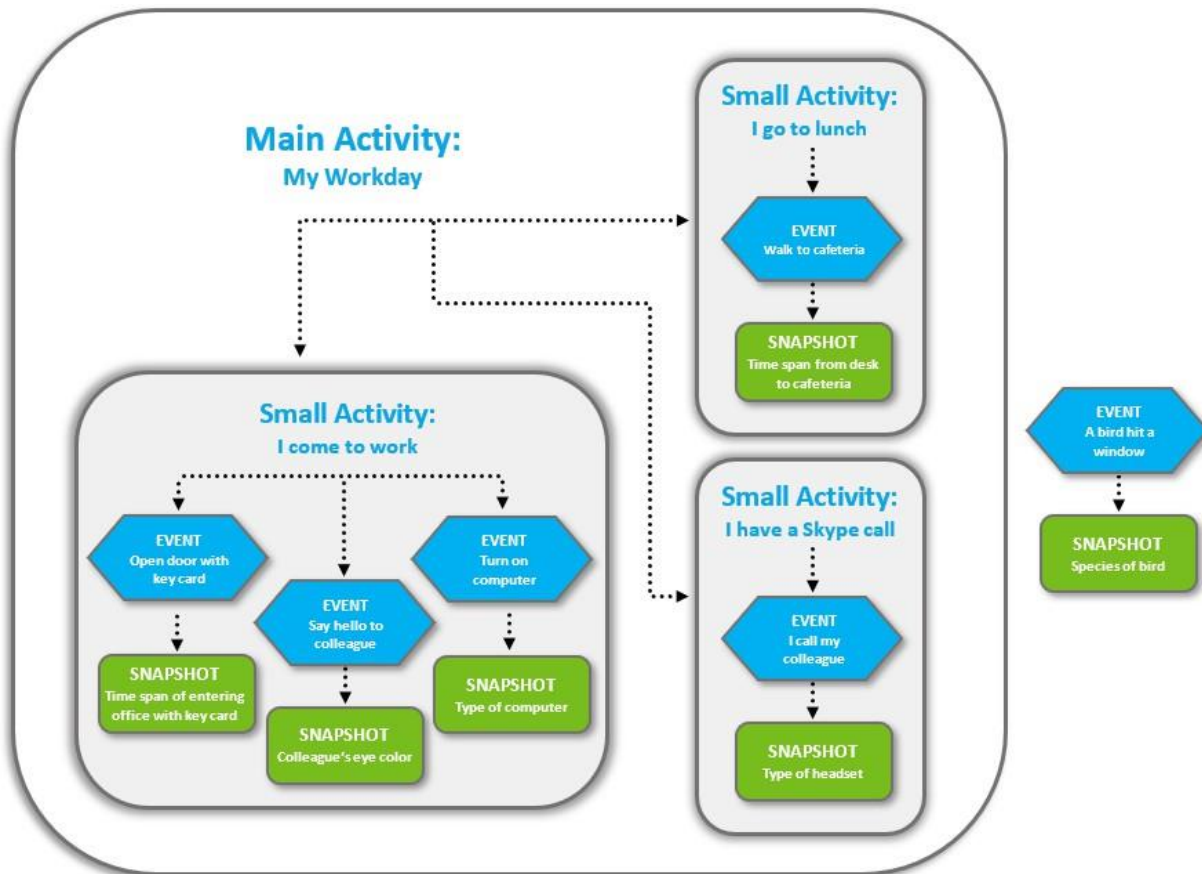 Main Activity:
My Workday
Small Activity:
I go to lunch
EVENT
Walk to cafeteria
SNAPSHOT
Time span from desk
to cafeteria
Small Activity:
I come to work
EVENT
Open door with
key card
SNAPSHOT
Time span of entering
office with key card
EVENT
Say hello to
colleague
SNAPSHOT
Colleague's eye color
EVENT
Turn on
computer
SNAPSHOT
Type of computer
Small Activity:
I have a Skype call
EVENT
I call my
colleague
SNAPSHOT
Type of headset
EVENT
A bird hit a
window
SNAPSHOT
Species of bird